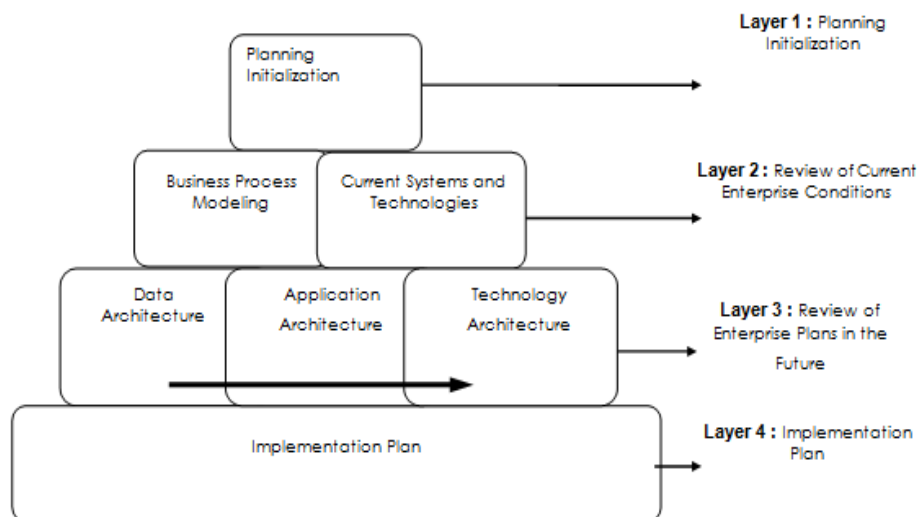 Planning
Initialization
Layer 1 : Planning
Initialization
Business Process
Modeling
Current Systems and
Technologies
Layer 2 : Review of Current
Enterprise Conditions
Data
Architecture
Application
Architecture
Technology
Architecture
Layer 3 : Review of
Enterprise Plans in the
Future
Implementation Plan
Layer 4 : Implementation
Plan